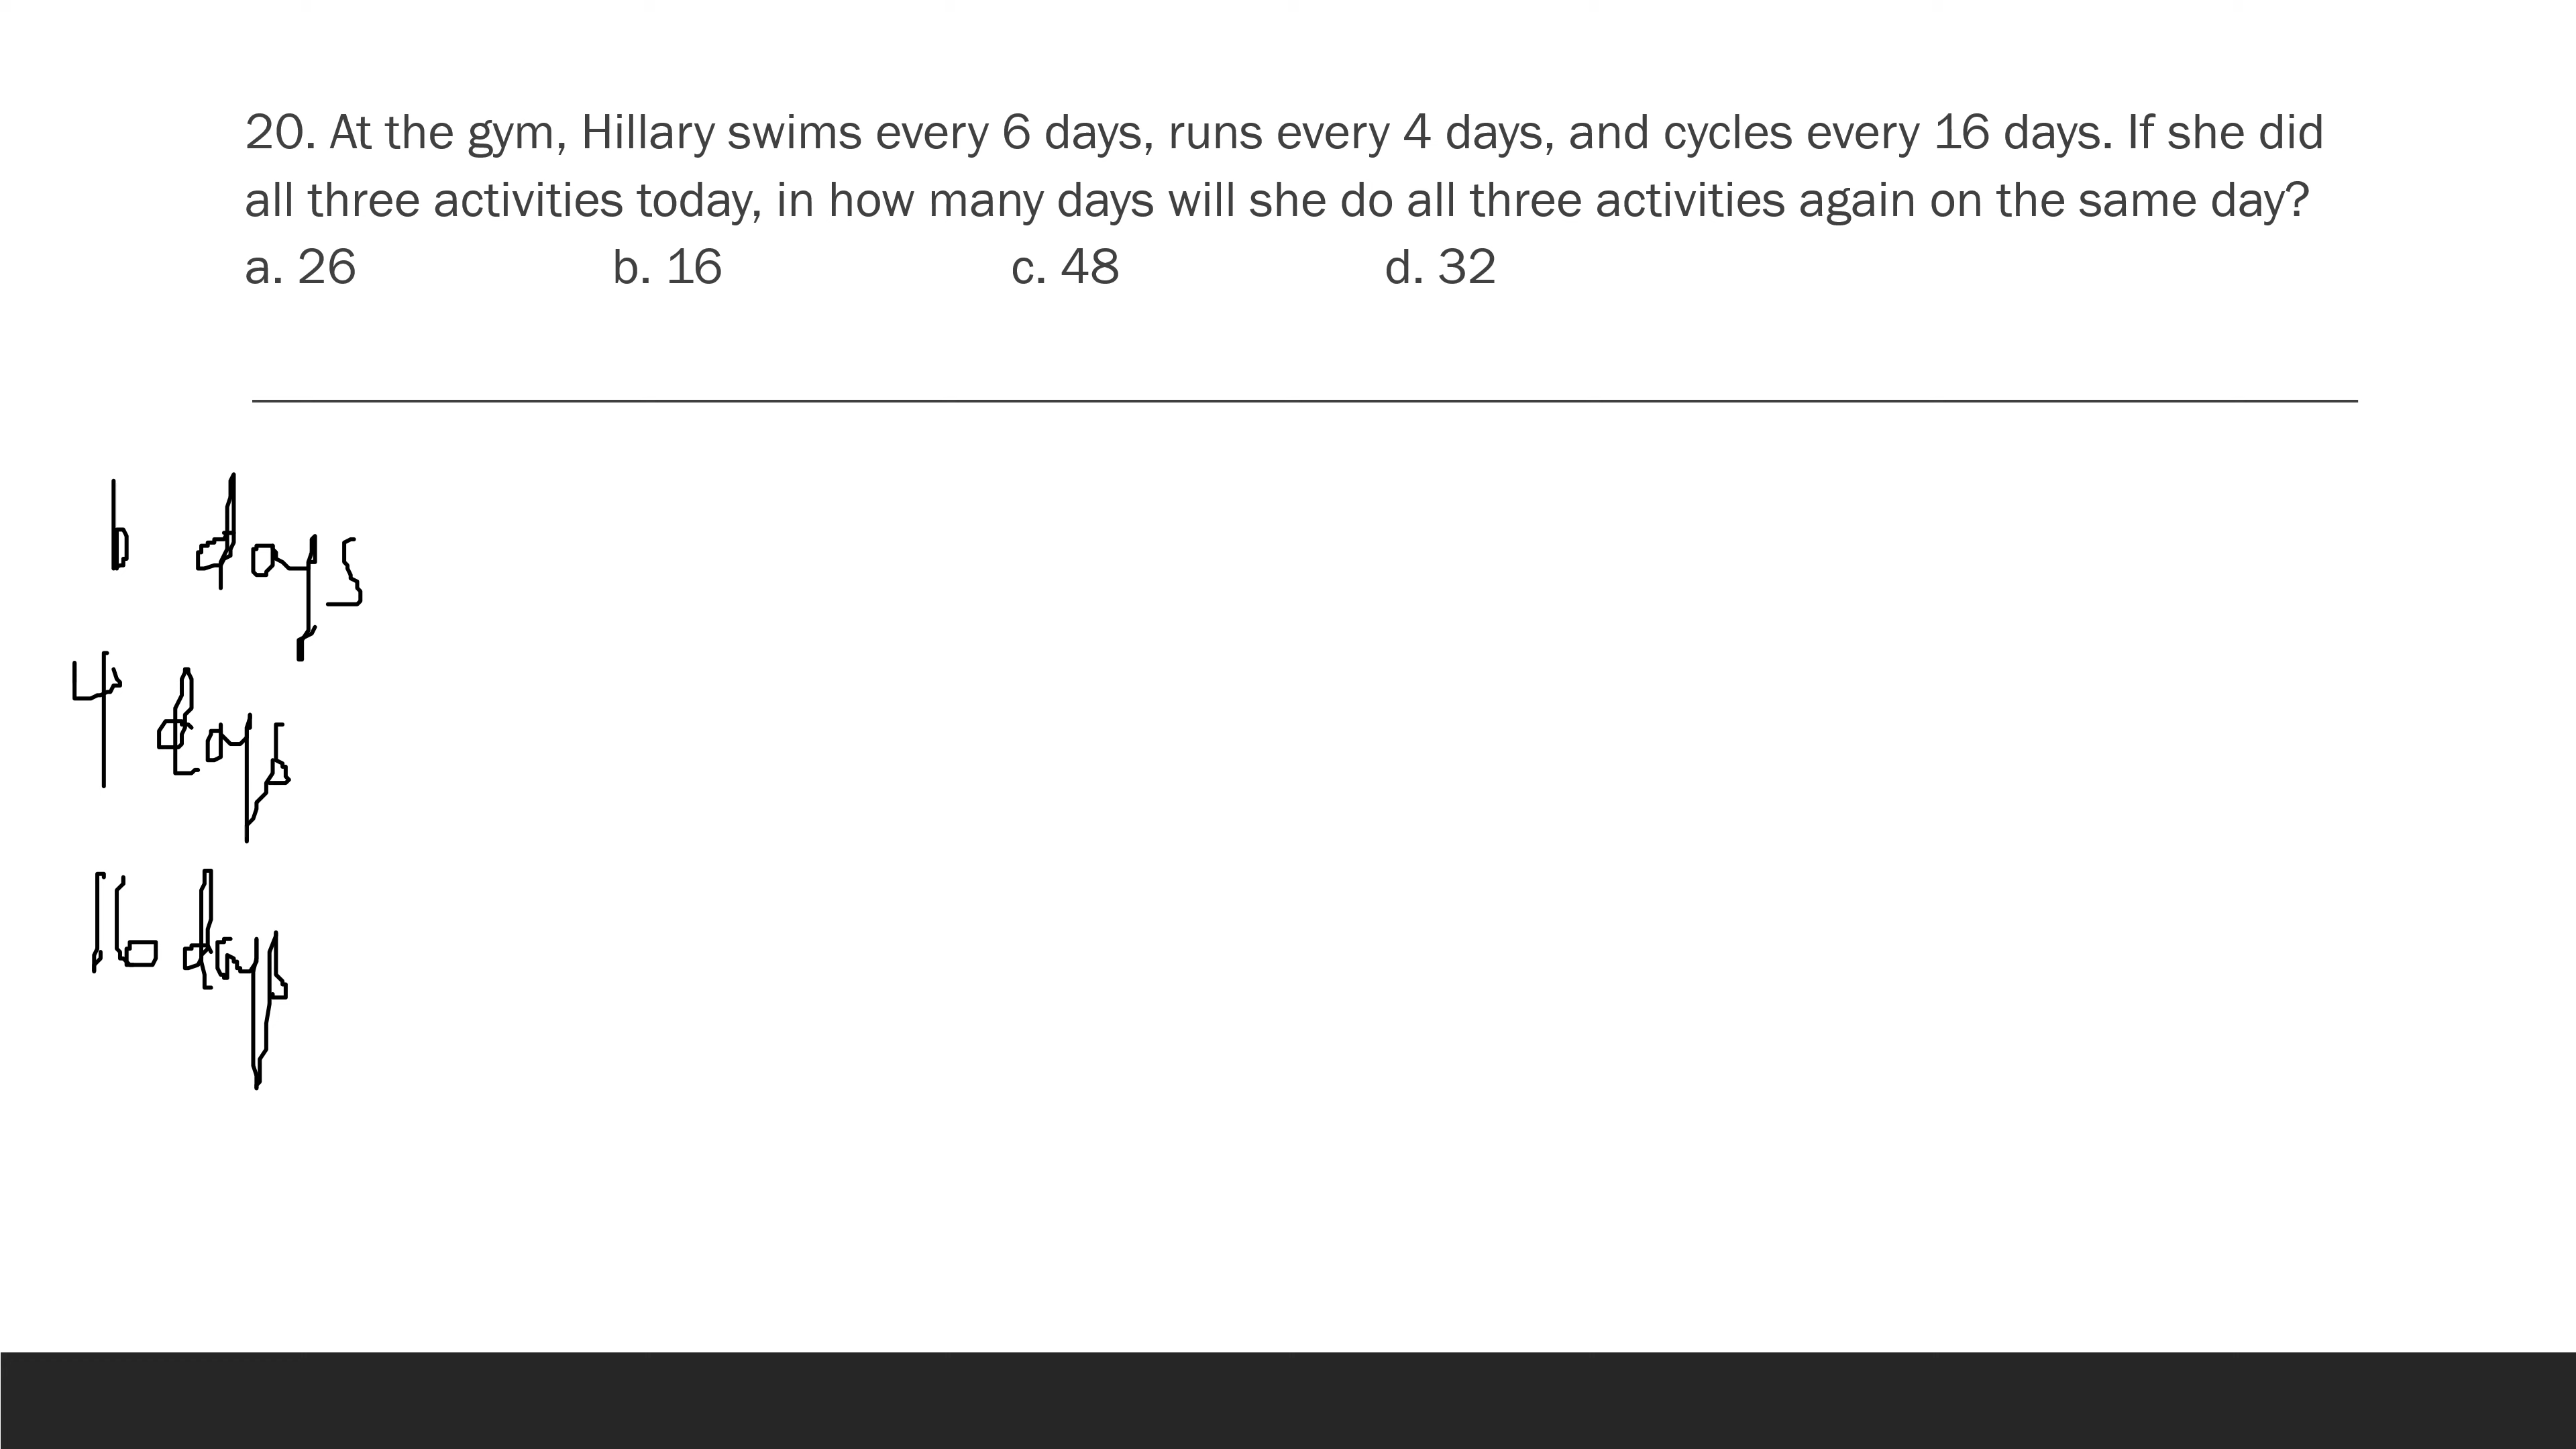 20. At the gym, Hillary swims every 6 days, runs every 4 days, and cycles every 16 days. If she did
all three activities today, in how many days will she do all three activities again on the same day?
a. 26 b. 16 c. 48 d. 32
6 days
4 days
16 days